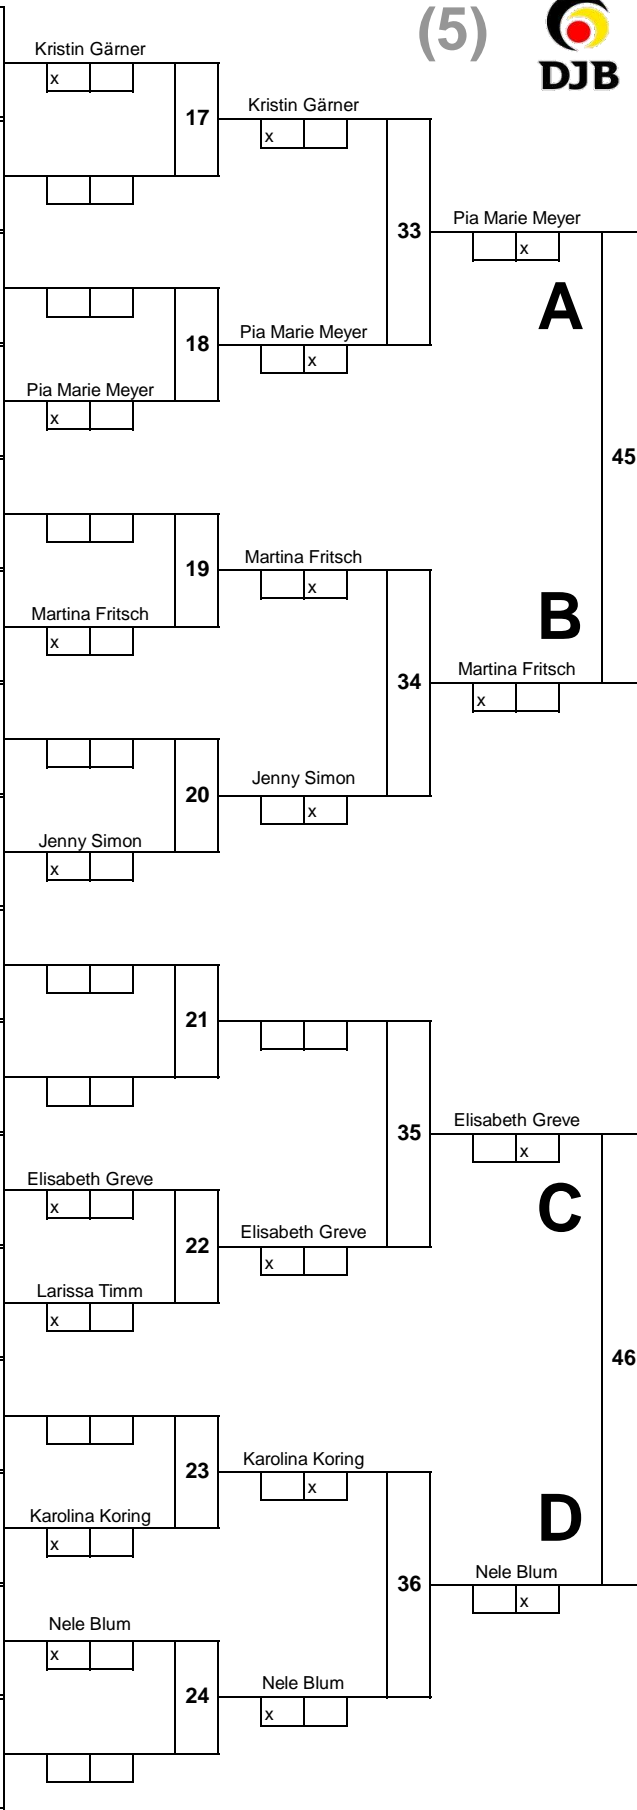 (5)
DJB
Kristin Gärner
x
17
Kristin Gärner
x
33
Pia Marie Meyer
x
A
18
Pia Marie Meyer
x
Pia Marie Meyer
x
45
19
Martina Fritsch
x
Martina Fritsch
x
B
34
Martina Fritsch
x
20
Jenny Simon
x
Jenny Simon
x
21
35
Elisabeth Greve
x
C
Elisabeth Greve
x
22
Elisabeth Greve
x
Larissa Timm
x
46
23
Karolina Koring
x
Karolina Koring
x
D
36
Nele Blum
x
Nele Blum
x
24
Nele Blum
x